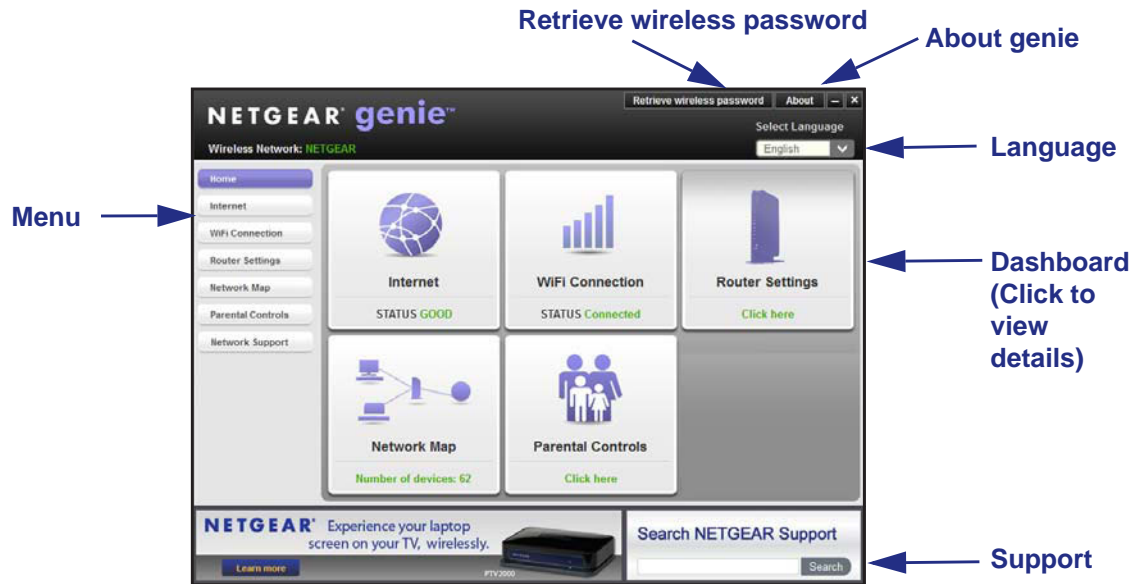 Retrieve wireless password
About genie
Retrieve wireless password About
NETGEAR® genie™
Select Language
Wireless Network: NETGEAR
English
Language
Menu
Home
Internet
WiFi Connection
Router Settings
Network Map
Parental Controls
Network Support
Internet
STATUS GOOD
WiFi Connection
STATUS Connected
Router Settings
Click here
Dashboard
(Click to
view
details)
Network Map
Number of devices: 62
Parental Controls
Click here
NETGEAR® Experience your laptop
screen on your TV, wirelessly.
Learn more
PTV2000
Search NETGEAR Support
Search
Support